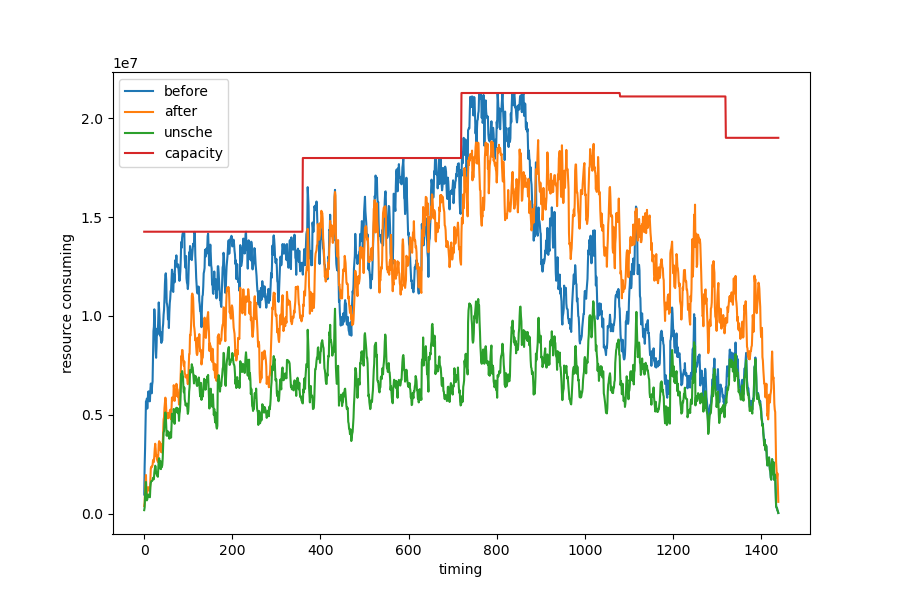 1e7
before
after
unsche
capacity
2.0
1.5
1.0
0.5
0.0
resource consuming
0 200 400 600 800 1000 1200 1400
timing